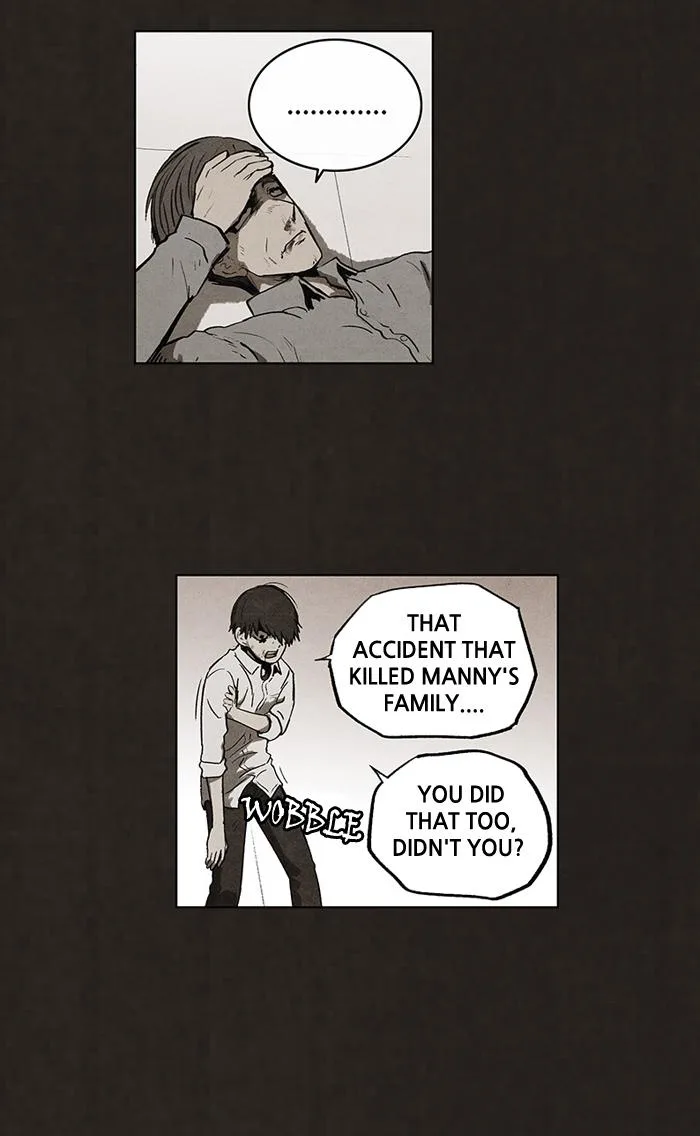 .............
THAT
ACCIDENT THAT
KILLED MANNY'S
FAMILY....
YOU DID
THAT TOO,
DIDN'T YOU?
WOBBLE